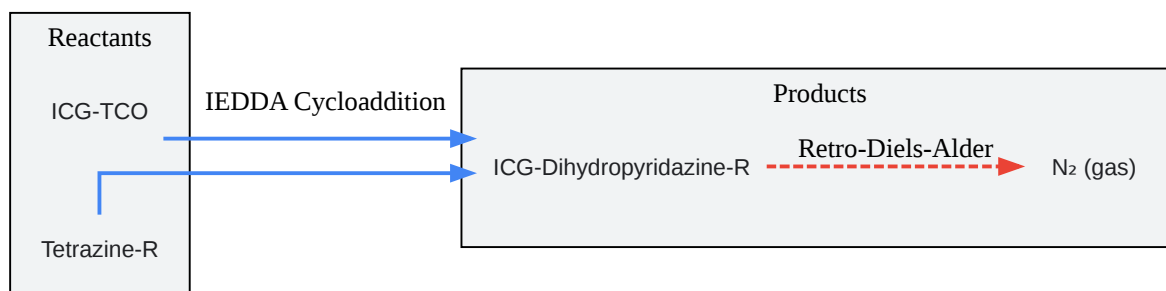 Reactants
ICG-TCO
Tetrazine-R
IEDDA Cycloaddition
Products
ICG-Dihydropyridazine-R
Retro-Diels-Alder
N₂ (gas)